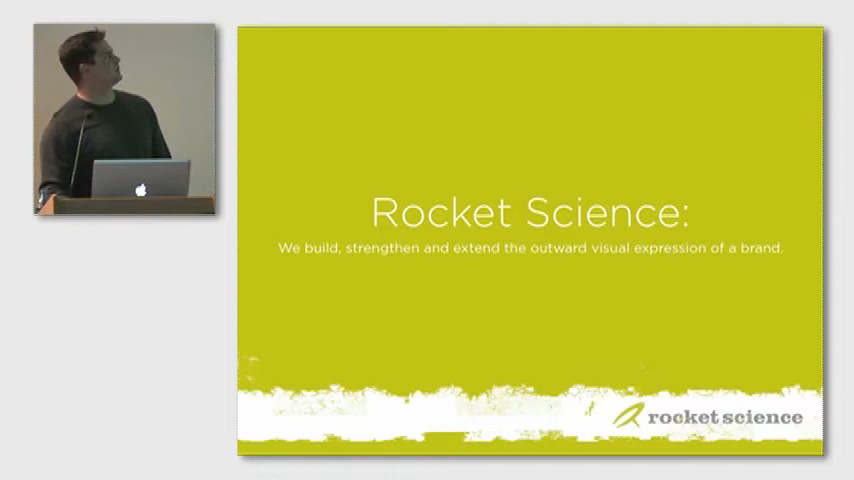 Rocket Science:
We build, strengthen and extend the outward visual expression of a brand.
rocket science